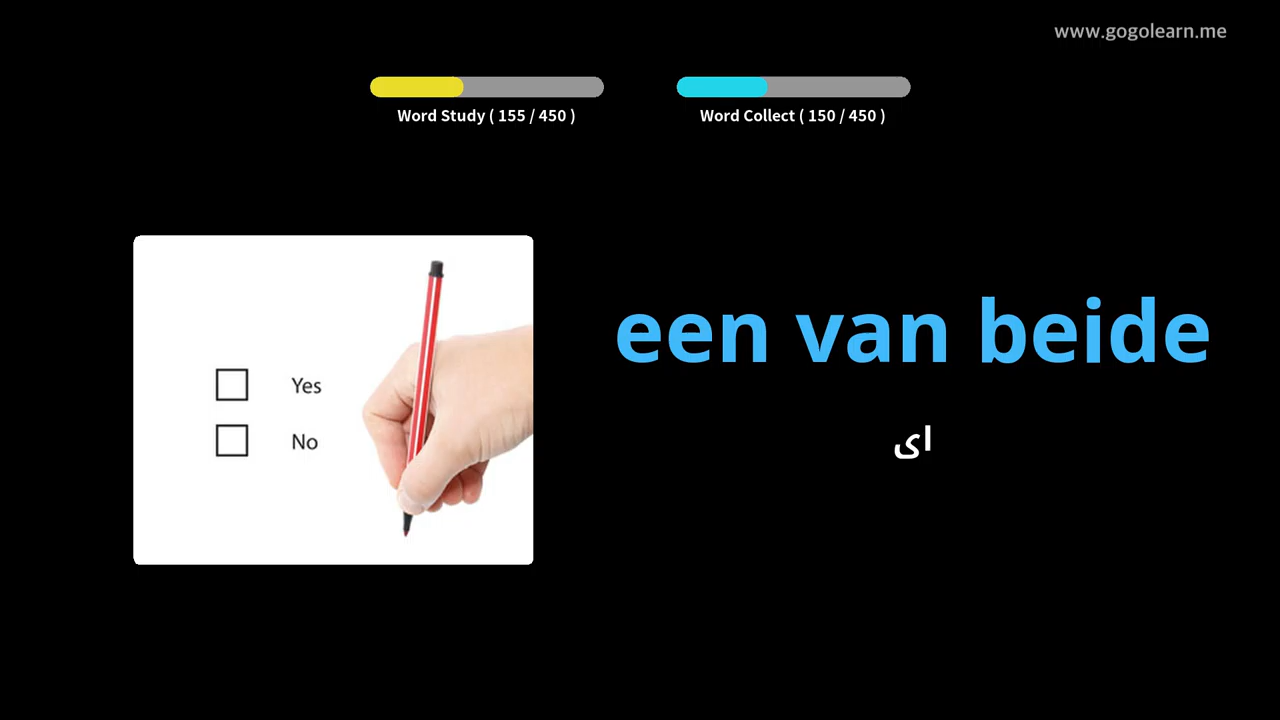 www.gogolearn.me
Word Study ( 155 / 450 )
Word Collect ( 150 / 450 )
Yes
No
een van beide
ای